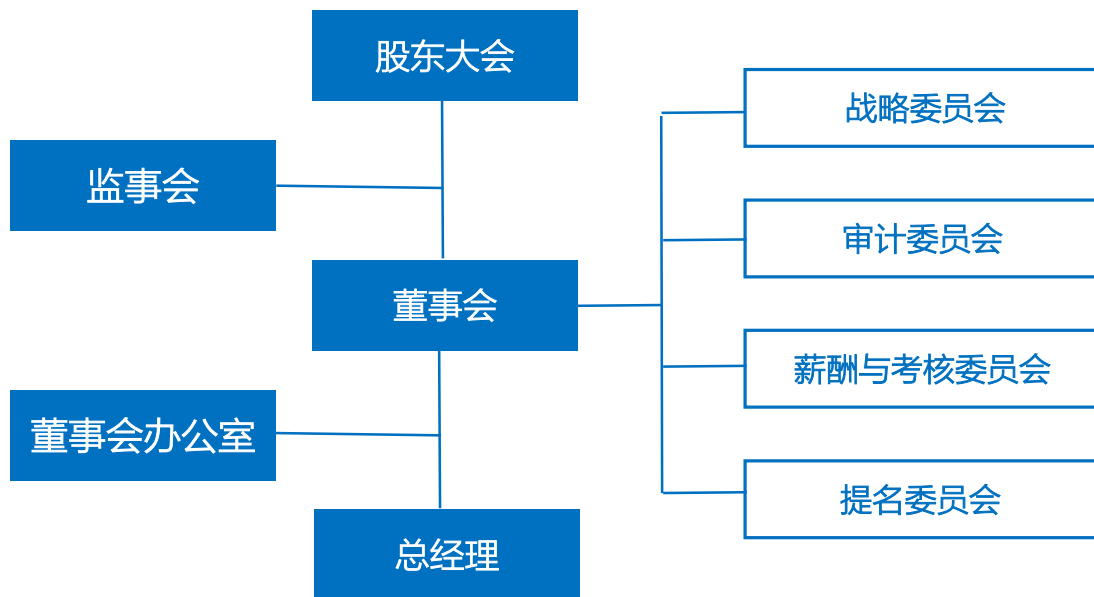 股东大会
监事会
董事会
董事会办公室
总经理
战略委员会
审计委员会
薪酬与考核委员会
提名委员会